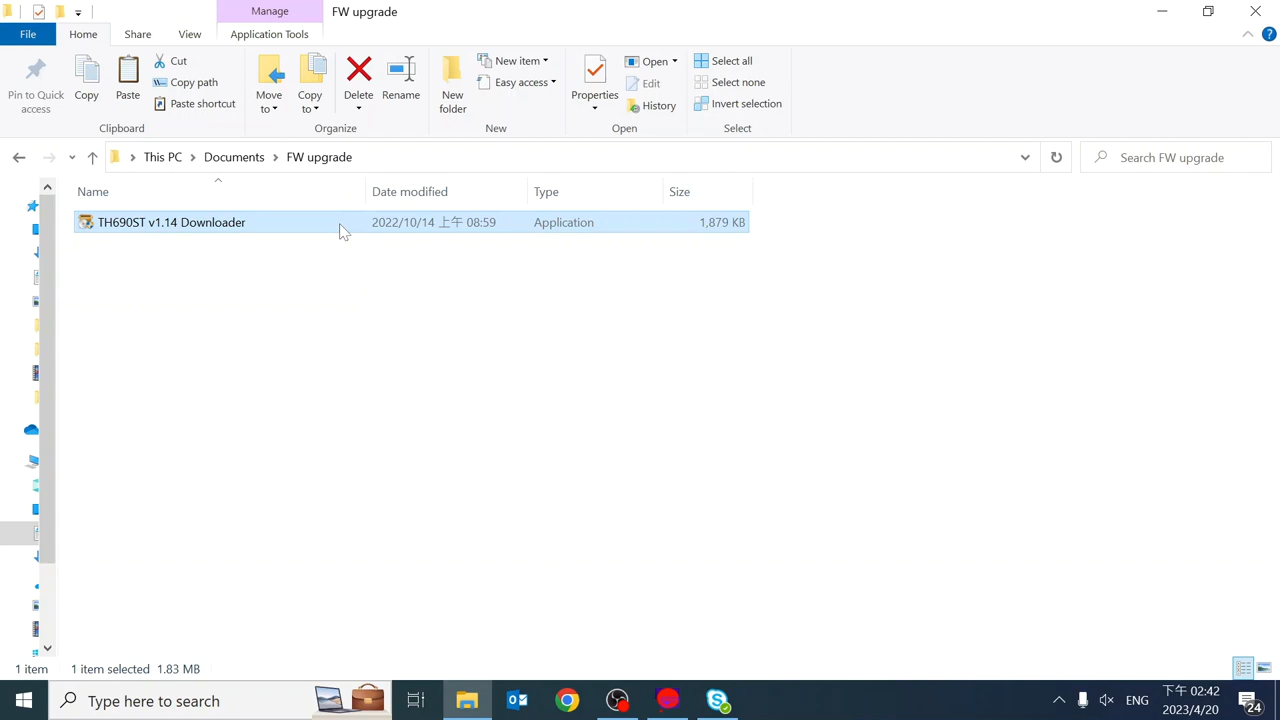 Manage
FW upgrade
File
Home
Share
View
Application Tools
?
Pin to Quick access
Copy
Paste
Cut
Copy path
Paste shortcut
Clipboard
Move to
Copy to
Delete
Rename
Organize
New folder
New item
Easy access
New
Properties
Open
Edit
History
Open
Select all
Select none
Invert selection
Select
This PC
Documents
FW upgrade
Search FW upgrade
Name
Date modified
Type
Size
TH690ST v1.14 Downloader
2022/10/14 上午 08:59
Application
1,879 KB
1 item
1 item selected
1.83 MB
Type here to search
ENG
下午 02:42
2023/4/20
24